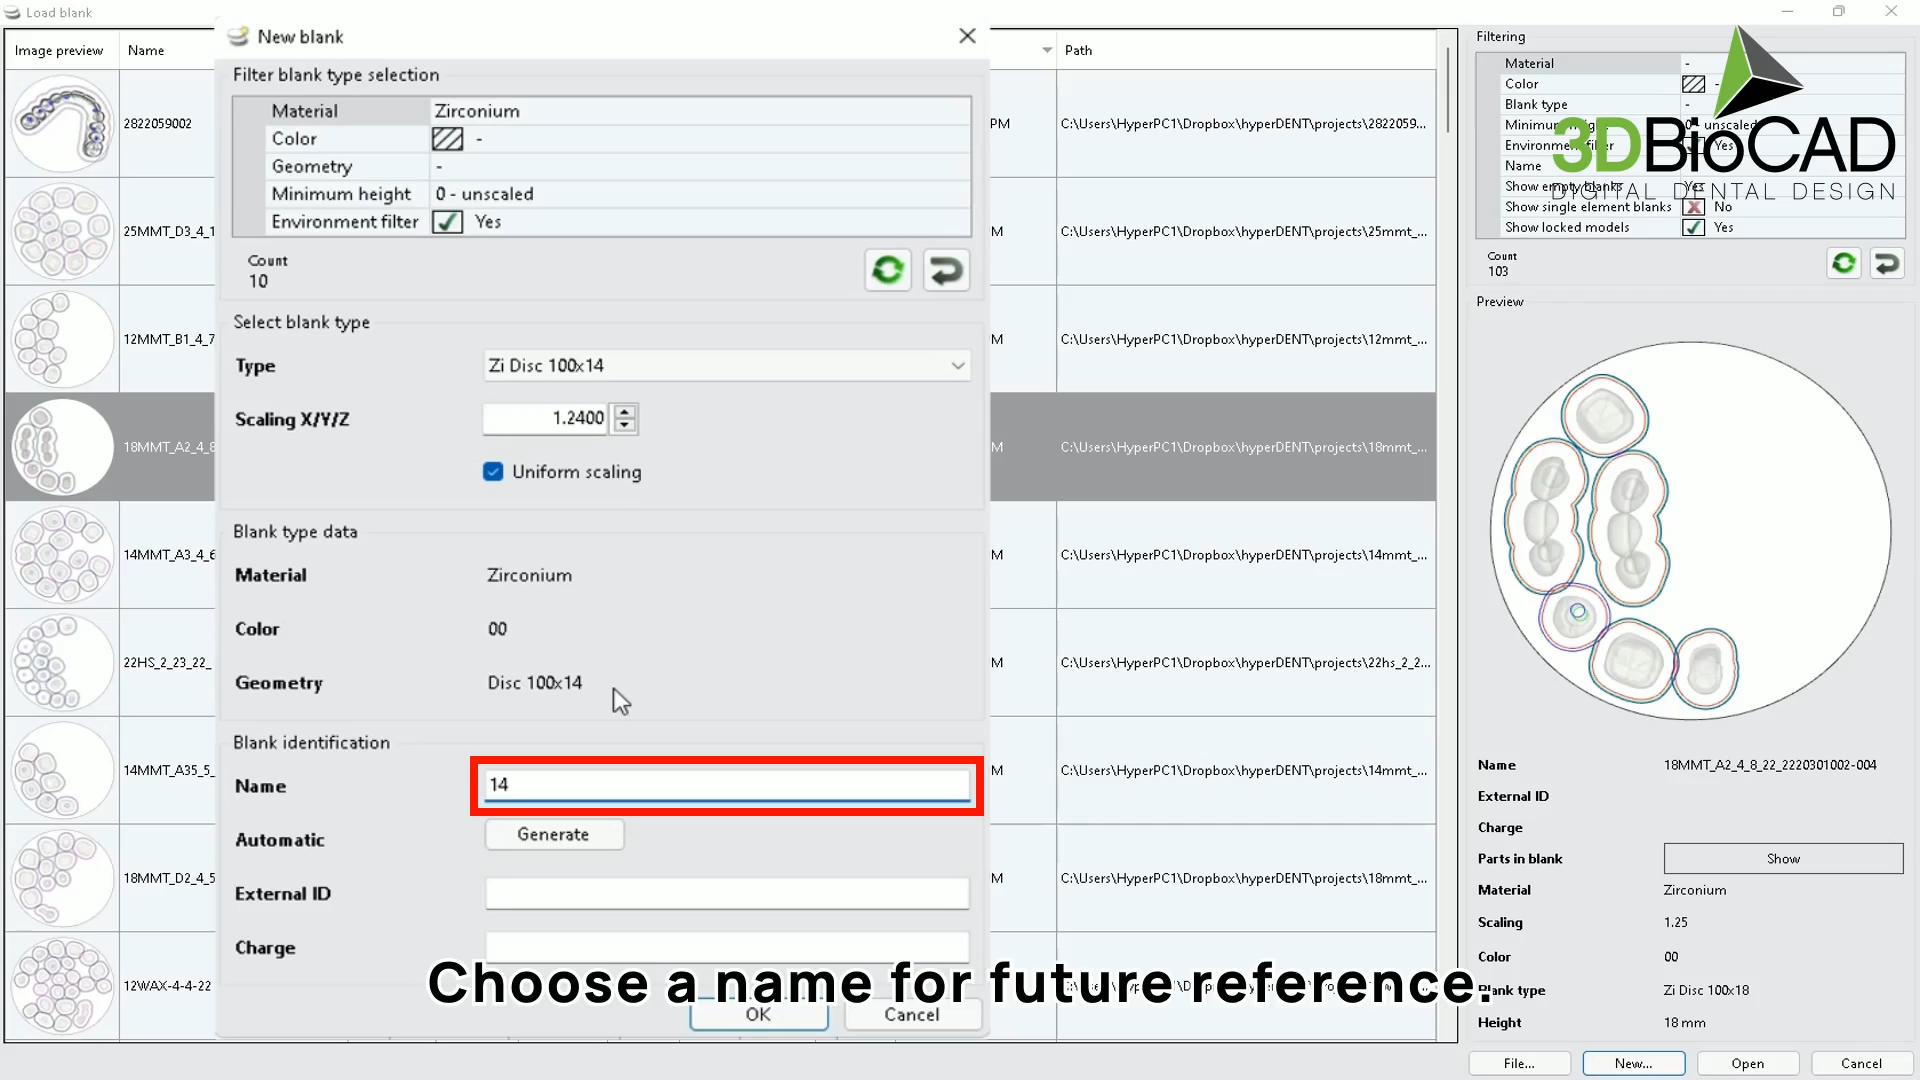 Load blank
Image preview
Name
Path
2822059002
PM
C:\Users\HyperPC1\Dropbox\hyperDENT\projects\2822059...
25MMT_D3_4_1
M
C:\Users\HyperPC1\Dropbox\hyperDENT\projects\25mmt_...
12MMT_B1_4_7
M
C:\Users\HyperPC1\Dropbox\hyperDENT\projects\12mmt_...
18MMT_A2_4_8
M
C:\Users\HyperPC1\Dropbox\hyperDENT\projects\18mmt_...
14MMT_A3_4_6
M
C:\Users\HyperPC1\Dropbox\hyperDENT\projects\14mmt_...
22HS_2_23_22_
M
C:\Users\HyperPC1\Dropbox\hyperDENT\projects\22hs_2_2...
14MMT_A35_5_
M
C:\Users\HyperPC1\Dropbox\hyperDENT\projects\14mmt_...
18MMT_D2_4_5
M
C:\Users\HyperPC1\Dropbox\hyperDENT\projects\18mmt_...
12WAX-4-4-22
New blank
Filter blank type selection
Material Zirconium
Color -
Geometry -
Minimum height 0 - unscaled
Environment filter Yes
Count
10
Select blank type
Type Zi Disc 100x14
Scaling X/Y/Z 1.2400
Uniform scaling
Blank type data
Material Zirconium
Color 00
Geometry Disc 100x14
Blank identification
Name 14
Automatic Generate
External ID
Charge
Choose a name for future reference.
OK Cancel
Filtering
Material -
Color -
Blank type -
Minimum height 0 - unscaled
Environment filter Yes
Name
Show empty blanks Yes
Show single element blanks No
Show locked models Yes
3DBioCAD
DIGITAL DENTAL DESIGN
Count
103
Preview
Name 18MMT_A2_4_8_22_2220301002-004
External ID
Charge
Parts in blank Show
Material Zirconium
Scaling 1.25
Color 00
Blank type Zi Disc 100x18
Height 18 mm
File... New... Open Cancel